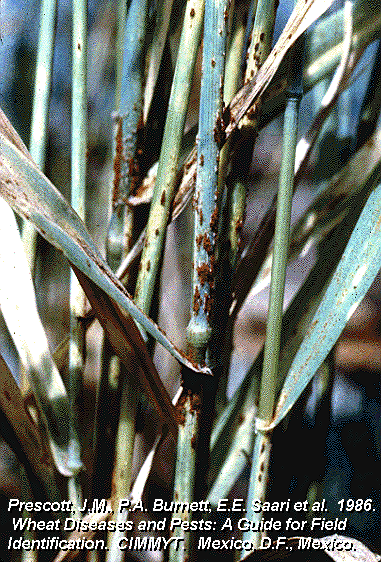 Prescott, J.M., P.A. Burnett, E.E. Saari et al. 1986.
Wheat Diseases and Pests: A Guide for Field
Identification. CIMMYT. Mexico, D.F., Mexico.